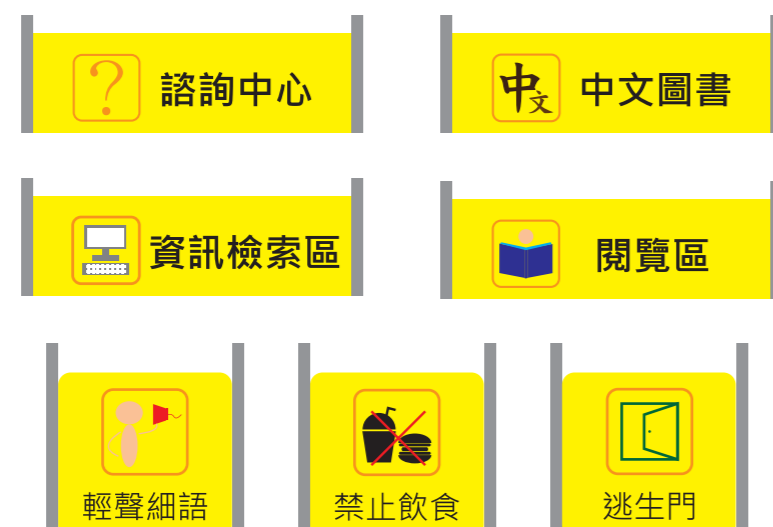 ?
諮詢中心
中文
中文圖書
資訊檢索區
閱覽區
輕聲細語
禁止飲食
逃生門